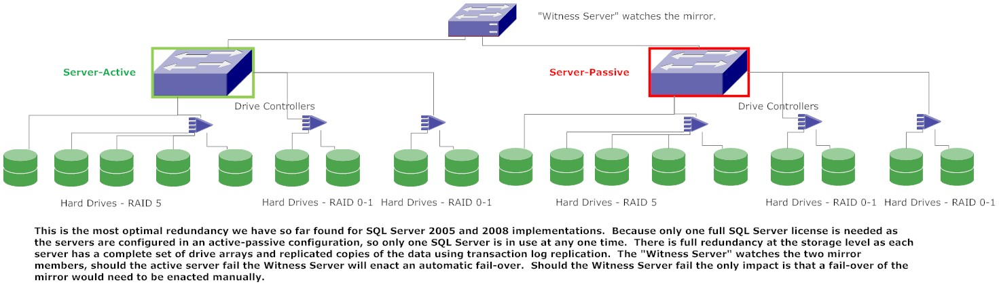 "Witness Server" watches the mirror.
Server-Active
Server-Passive
Drive Controllers
Drive Controllers
Hard Drives - RAID 5
Hard Drives - RAID 0-1
Hard Drives - RAID 0-1
Hard Drives - RAID 5
Hard Drives - RAID 0-1
Hard Drives - RAID 0-1
This is the most optimal redundancy we have so far found for SQL Server 2005 and 2008 implementations.  Because only one full SQL Server license is needed as
the servers are configured in an active-passive configuration, so only one SQL Server is in use at any one time.  There is full redundancy at the storage level as each
server has a complete set of drive arrays and replicated copies of the data using transaction log replication.  The "Witness Server" watches the two mirror
members, should the active server fail the Witness Server will enact an automatic fail-over.  Should the Witness Server fail the only impact is that a fail-over of the
mirror would need to be enacted manually.